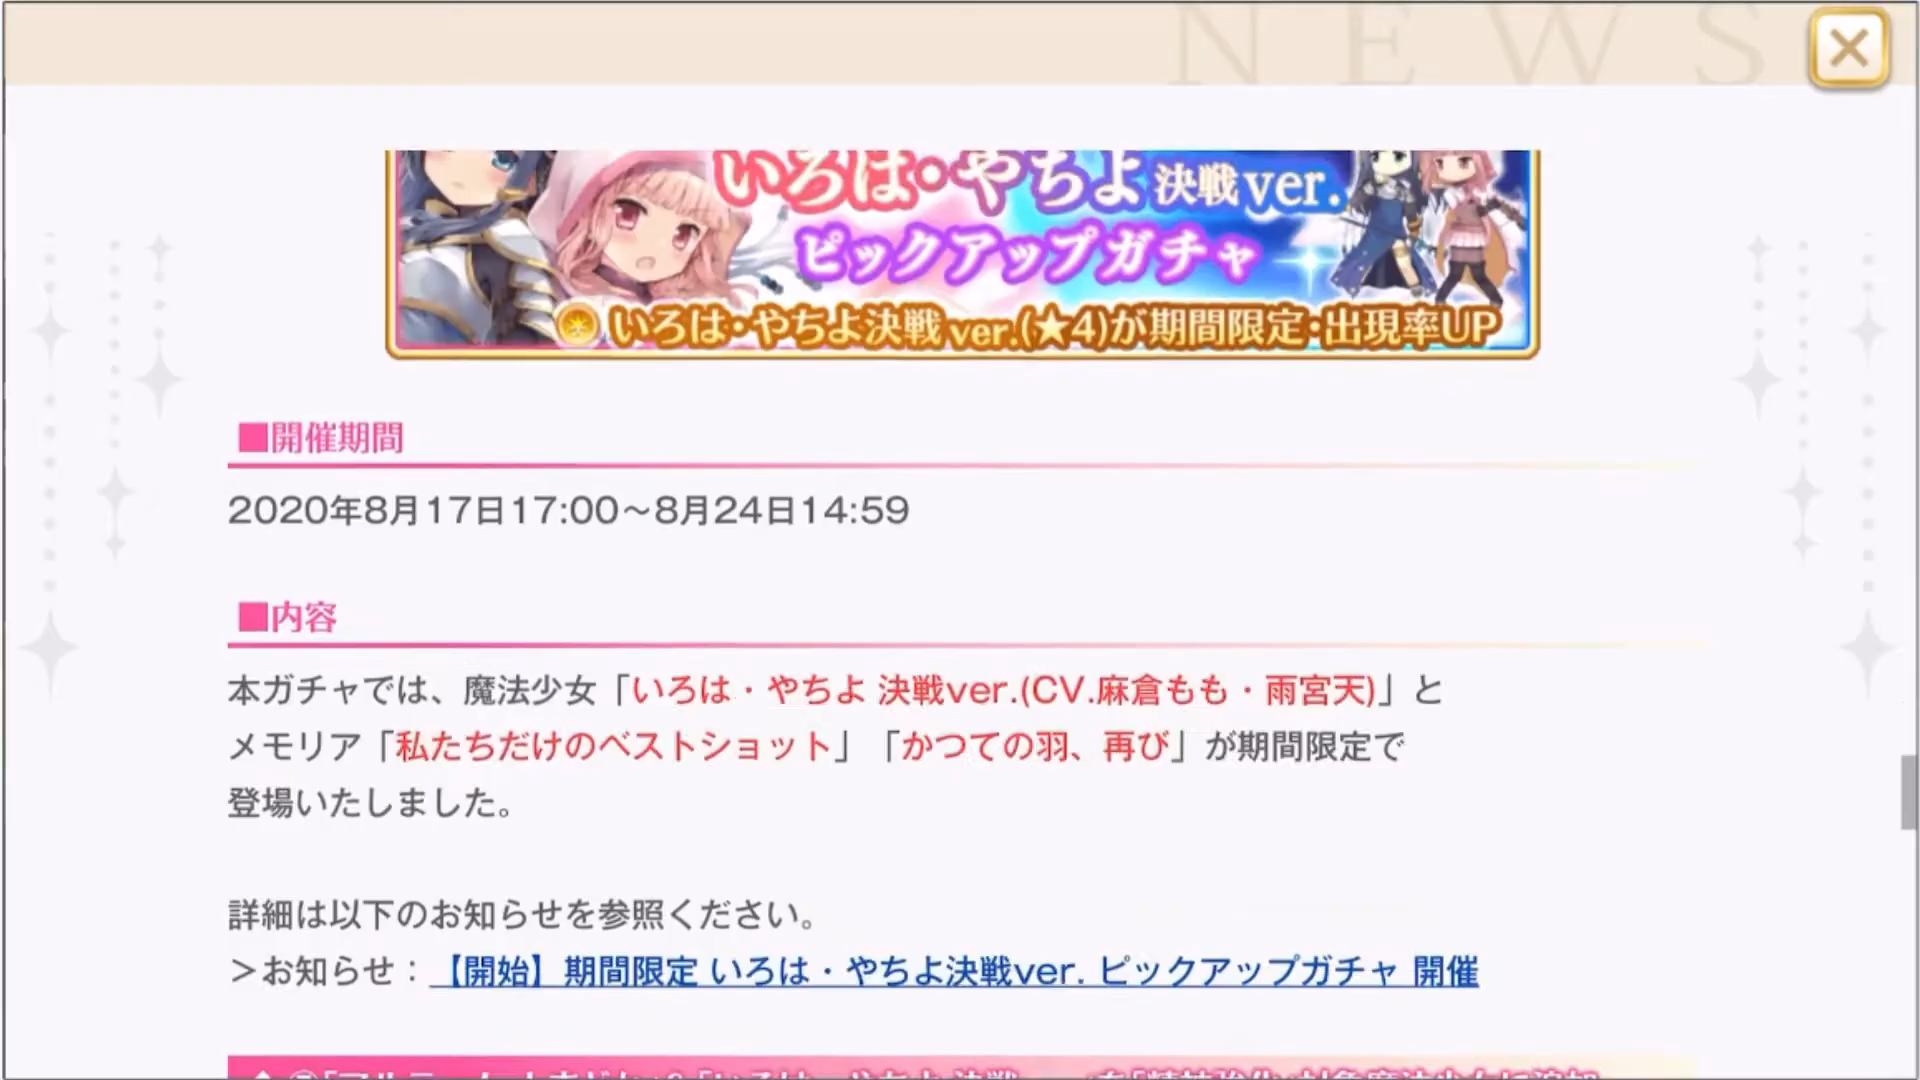 NEWS
いろは・やちよ 決戦ver.
ピックアップガチャ
いろは・やちよ決戦ver.(★4)が期間限定・出現率UP
■開催期間
2020年8月17日17:00～8月24日14:59
■内容
本ガチャでは、魔法少女「いろは・やちよ 決戦ver.(CV.麻倉もも・雨宮天)」と
メモリア「私たちだけのベストショット」「かつての羽、再び」が期間限定で
登場いたしました。
詳細は以下のお知らせを参照ください。
＞お知らせ：【開始】期間限定 いろは・やちよ決戦ver. ピックアップガチャ 開催